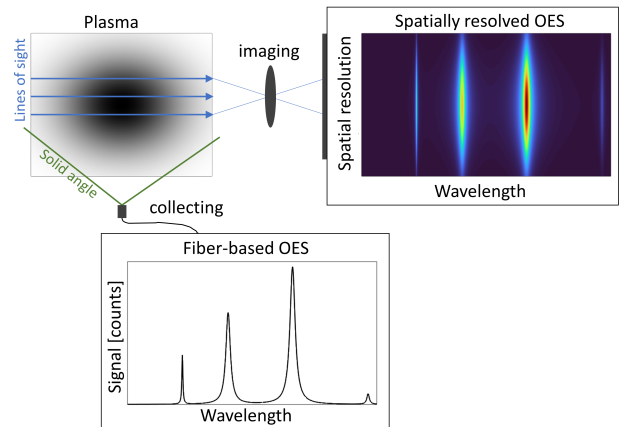 Plasma
Lines of sight
imaging
Spatially resolved OES
Spatial resolution
Wavelength
Solid angle
collecting
Fiber-based OES
Signal [counts]
Wavelength